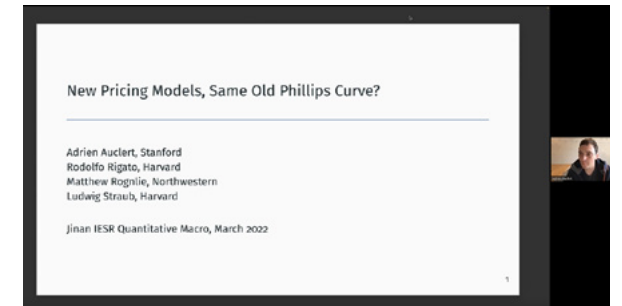 New Pricing Models, Same Old Phillips Curve?
Adrien Auclert, Stanford
Rodolfo Rigato, Harvard
Matthew Rognlie, Northwestern
Ludwig Straub, Harvard
Jinan IESR Quantitative Macro, March 2022
1